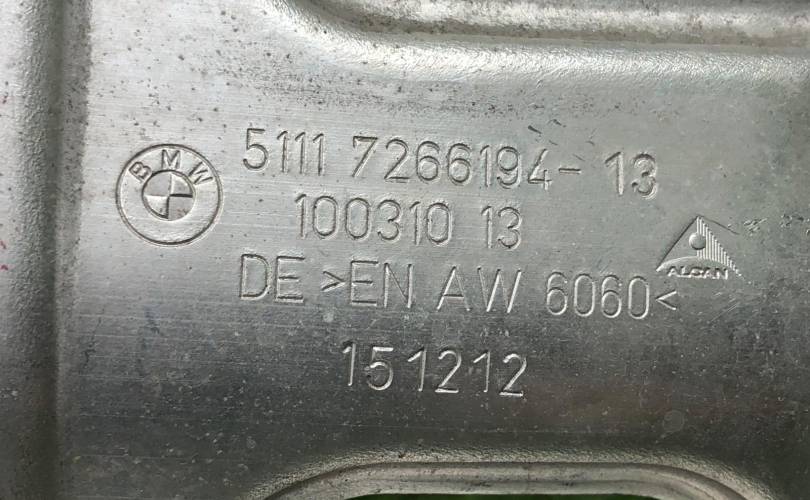 BMW
5111 7266194-13
100310 13
DE >EN AW 6060<
ALCAN
151212